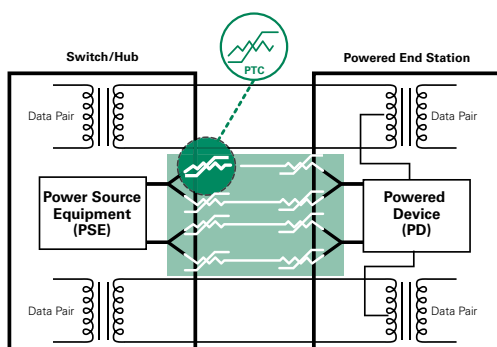 Switch/Hub
Powered End Station
PTC
Data Pair
Data Pair
Power Source
Equipment
(PSE)
Powered
Device
(PD)
Data Pair
Data Pair